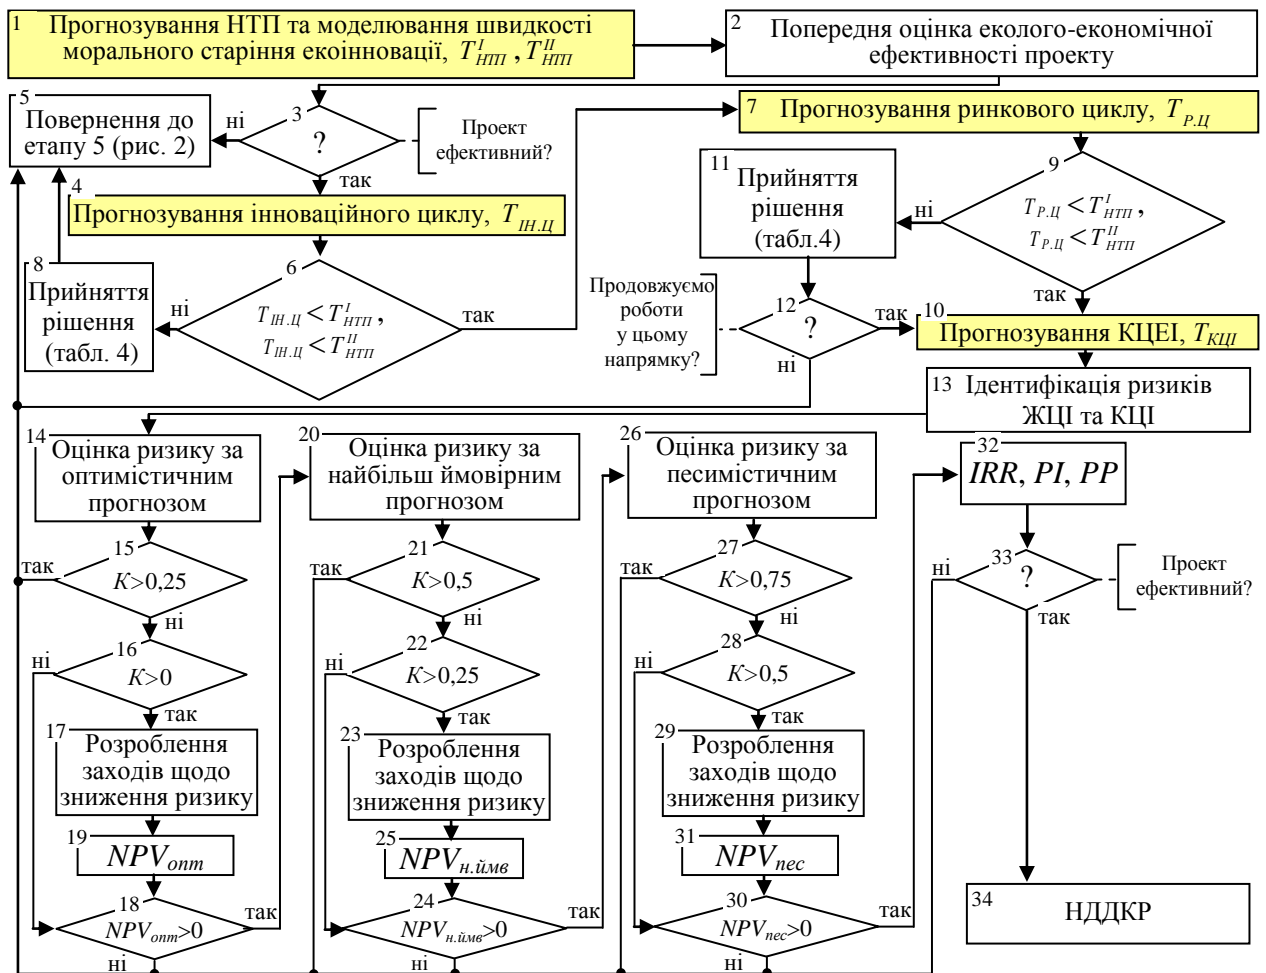 1 Прогнозування НТП та моделювання швидкості
морального старіння екоінновації, T^I_НТП , T^II_НТП
2 Попередня оцінка еколого-економічної
ефективності проекту
3
?
ні
так
Проект
ефективний?
5
Повернення до
етапу 5 (рис. 2)
4
Прогнозування інноваційного циклу, T_ІН.Ц
6
T_ІН.Ц < T^I_НТП ,
T_ІН.Ц < T^II_НТП
ні
так
8
Прийняття
рішення
(табл. 4)
7 Прогнозування ринкового циклу, T_Р.Ц
9
T_Р.Ц < T^I_НТП ,
T_Р.Ц < T^II_НТП
ні
так
11
Прийняття
рішення
(табл.4)
12
?
так
ні
Продовжуємо
роботи
у цьому
напрямку?
10
Прогнозування КЦЕІ, T_КЦІ
13 Ідентифікація ризиків
ЖЦІ та КЦІ
14
Оцінка ризику за
оптимістичним
прогнозом
15
К>0,25
так
ні
16
К>0
ні
так
17
Розроблення
заходів щодо
зниження ризику
19
NPV_опт
18
NPV_опт>0
так
ні
20
Оцінка ризику за
найбільш ймовірним
прогнозом
21
К>0,5
так
ні
22
К>0,25
ні
так
23
Розроблення
заходів щодо
зниження ризику
25
NPV_н.ймв
24
NPV_н.ймв>0
так
ні
26
Оцінка ризику за
песимістичним
прогнозом
27
К>0,75
так
ні
28
К>0,5
ні
так
29
Розроблення
заходів щодо
зниження ризику
31
NPV_пес
30
NPV_пес>0
так
ні
32
IRR, PI, PP
33
?
ні
так
Проект
ефективний?
34
НДДКР